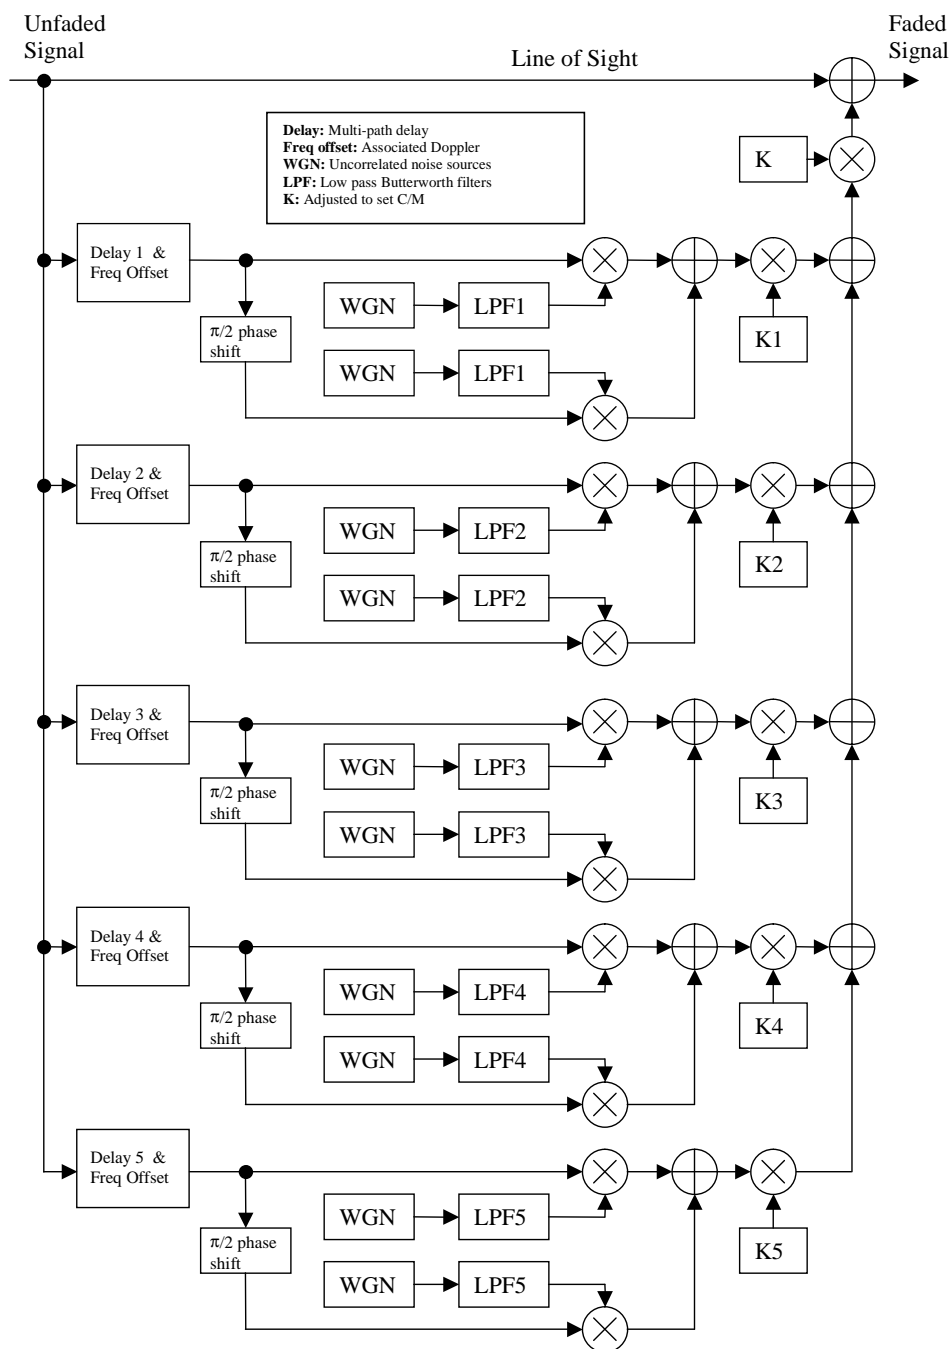 Unfaded
Signal
Line of Sight
Faded
Signal
Delay: Multi-path delay
Freq offset: Associated Doppler
WGN: Uncorrelated noise sources
LPF: Low pass Butterworth filters
K: Adjusted to set C/M
K
Delay 1 &
Freq Offset
π/2 phase
shift
WGN
LPF1
WGN
LPF1
K1
Delay 2 &
Freq Offset
π/2 phase
shift
WGN
LPF2
WGN
LPF2
K2
Delay 3 &
Freq Offset
π/2 phase
shift
WGN
LPF3
WGN
LPF3
K3
Delay 4 &
Freq Offset
π/2 phase
shift
WGN
LPF4
WGN
LPF4
K4
Delay 5 &
Freq Offset
π/2 phase
shift
WGN
LPF5
WGN
LPF5
K5